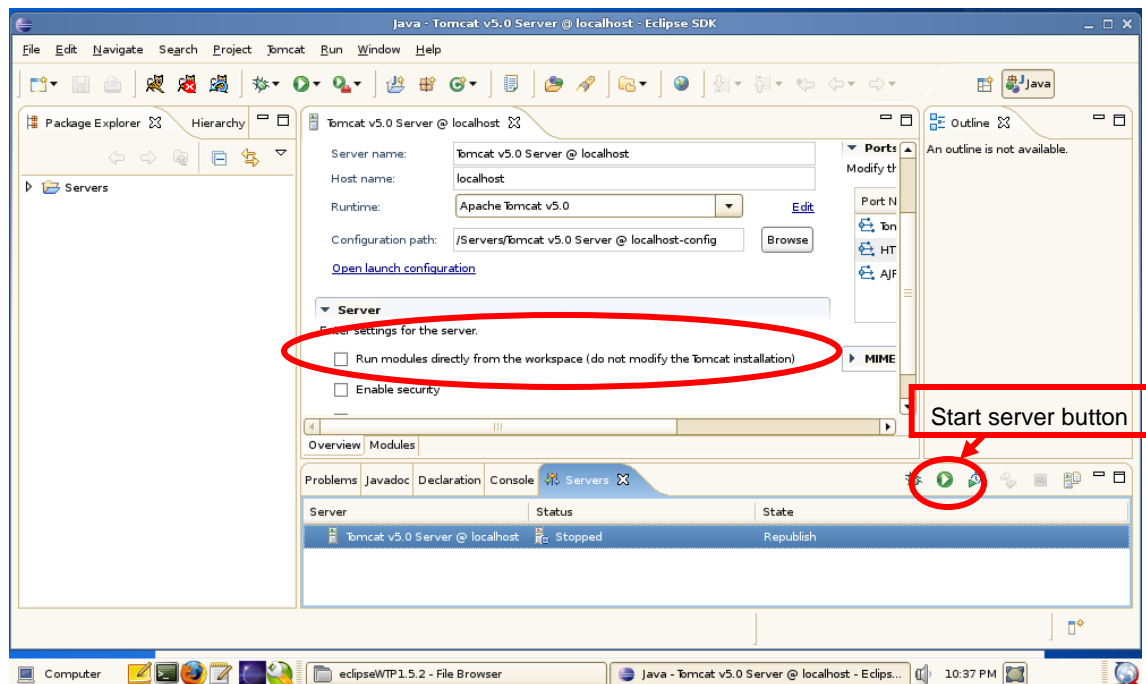 Java - Tomcat v5.0 Server @ localhost - Eclipse SDK
File Edit Navigate Search Project Tomcat Run Window Help
Java
Package Explorer Hierarchy
Servers
Tomcat v5.0 Server @ localhost
Server name: Tomcat v5.0 Server @ localhost
Host name: localhost
Runtime: Apache Tomcat v5.0 Edit
Configuration path: /Servers/Tomcat v5.0 Server @ localhost-config Browse
Open launch configuration
Server
Enter settings for the server.
Run modules directly from the workspace (do not modify the Tomcat installation)
Enable security
Overview Modules
Ports
Modify th
Port N
Ton
HT
AJF
MIME
Outline
An outline is not available.
Start server button
Problems Javadoc Declaration Console Servers
Server Status State
Tomcat v5.0 Server @ localhost Stopped Republish
Computer eclipseWTP1.5.2 - File Browser Java - Tomcat v5.0 Server @ localhost - Eclips... 10:37 PM